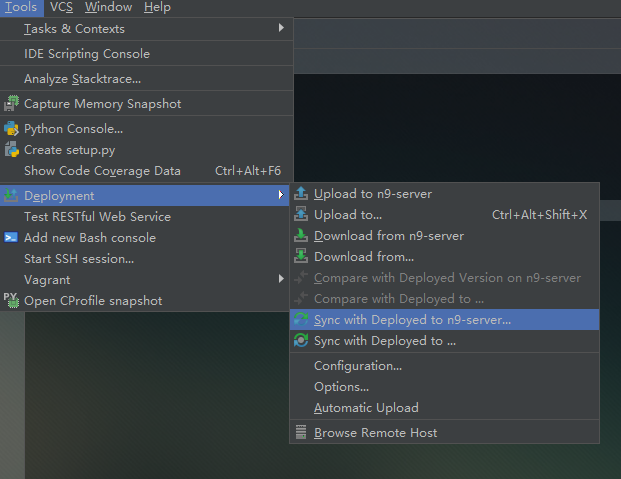 Tools VCS Window Help
Tasks & Contexts
IDE Scripting Console
Analyze Stacktrace...
Capture Memory Snapshot
Python Console...
Create setup.py
Show Code Coverage Data Ctrl+Alt+F6
Deployment
Test RESTful Web Service
Add new Bash console
Start SSH session...
Vagrant
Open CProfile snapshot
Upload to n9-server
Upload to... Ctrl+Alt+Shift+X
Download from n9-server
Download from...
Compare with Deployed Version on n9-server
Compare with Deployed to ...
Sync with Deployed to n9-server...
Sync with Deployed to ...
Configuration...
Options...
Automatic Upload
Browse Remote Host